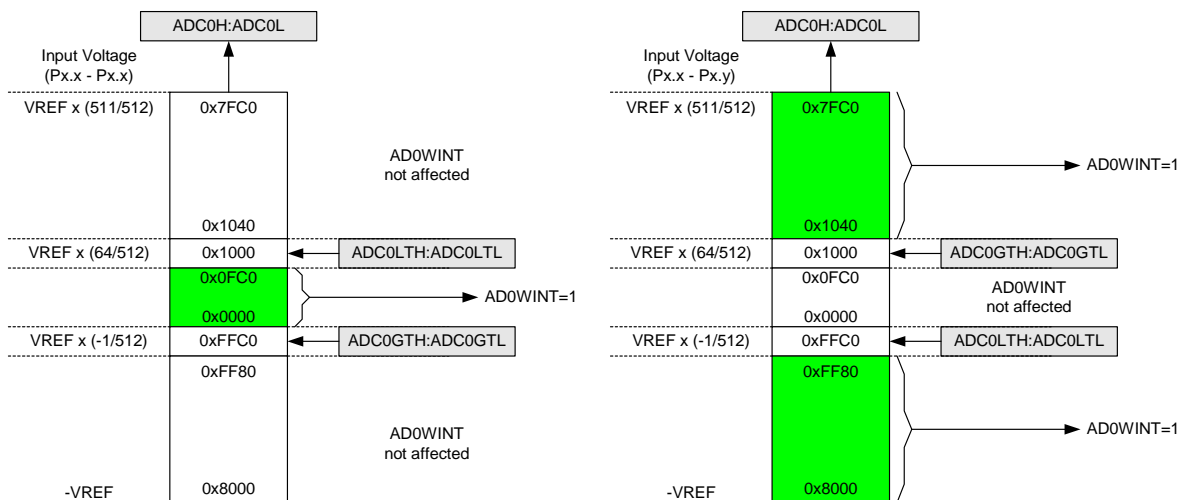 ADC0H:ADC0L
Input Voltage
(Px.x - Px.x)
VREF x (511/512)
0x7FC0
AD0WINT
not affected
0x1040
VREF x (64/512)
0x1000
ADC0LTH:ADC0LTL
0x0FC0
AD0WINT=1
0x0000
VREF x (-1/512)
0xFFC0
ADC0GTH:ADC0GTL
0xFF80
AD0WINT
not affected
-VREF
0x8000
ADC0H:ADC0L
Input Voltage
(Px.x - Px.y)
VREF x (511/512)
0x7FC0
AD0WINT=1
0x1040
VREF x (64/512)
0x1000
ADC0GTH:ADC0GTL
0x0FC0
AD0WINT
not affected
0x0000
VREF x (-1/512)
0xFFC0
ADC0LTH:ADC0LTL
0xFF80
AD0WINT=1
-VREF
0x8000